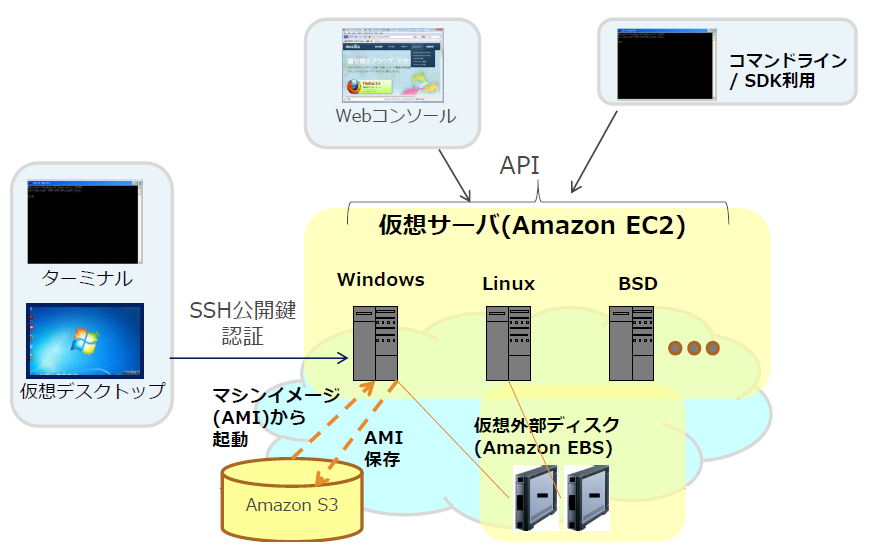 Webコンソール
コマンドライン
/ SDK利用
API
仮想サーバ(Amazon EC2)
Windows
Linux
BSD
ターミナル
仮想デスクトップ
SSH公開鍵
認証
マシンイメージ
(AMI)から
起動
AMI
保存
仮想外部ディスク
(Amazon EBS)
Amazon S3